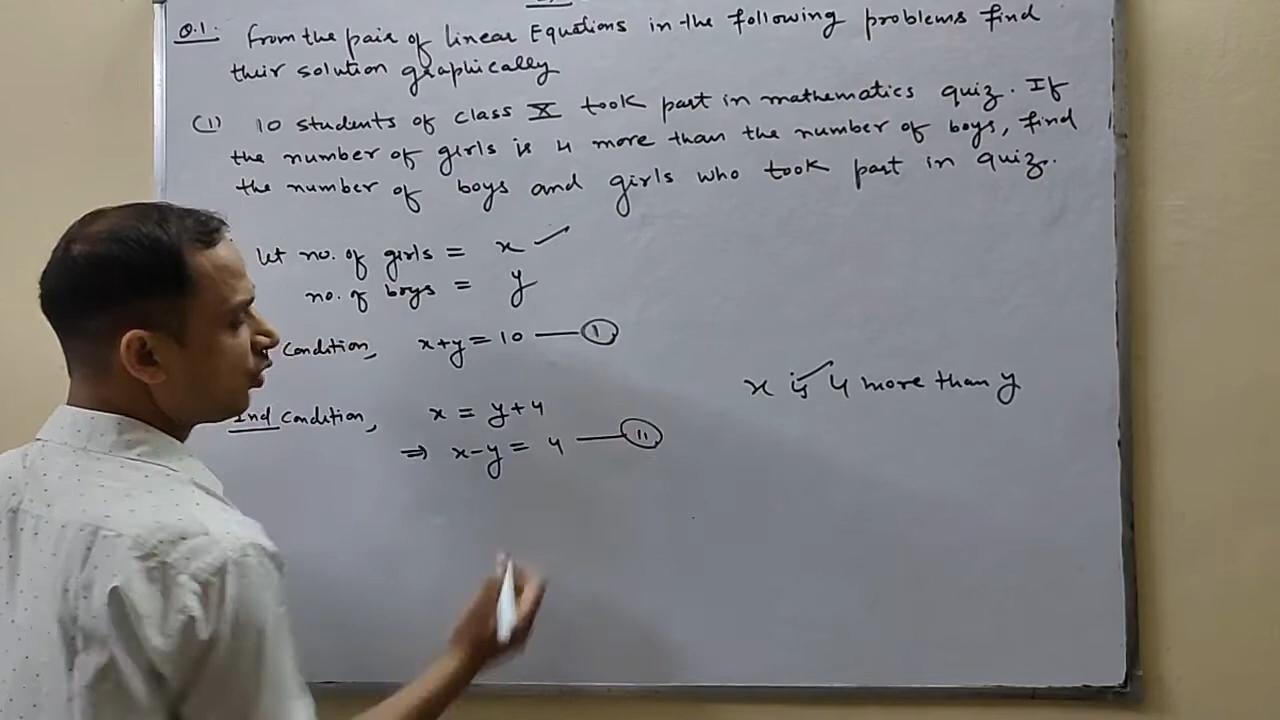 Q.1. From the pair of linear Equations in the following problems find
their solution graphically
(1) 10 students of class X took part in mathematics quiz. If
the number of girls is 4 more than the number of boys, find
the number of boys and girls who took part in quiz.
let no. of girls = x ✓
no. of boys = y
Condition, x+y=10 — (I)
x is 4 more than y
IInd Condition, x = y+4
⇒ x-y = 4 — (II)